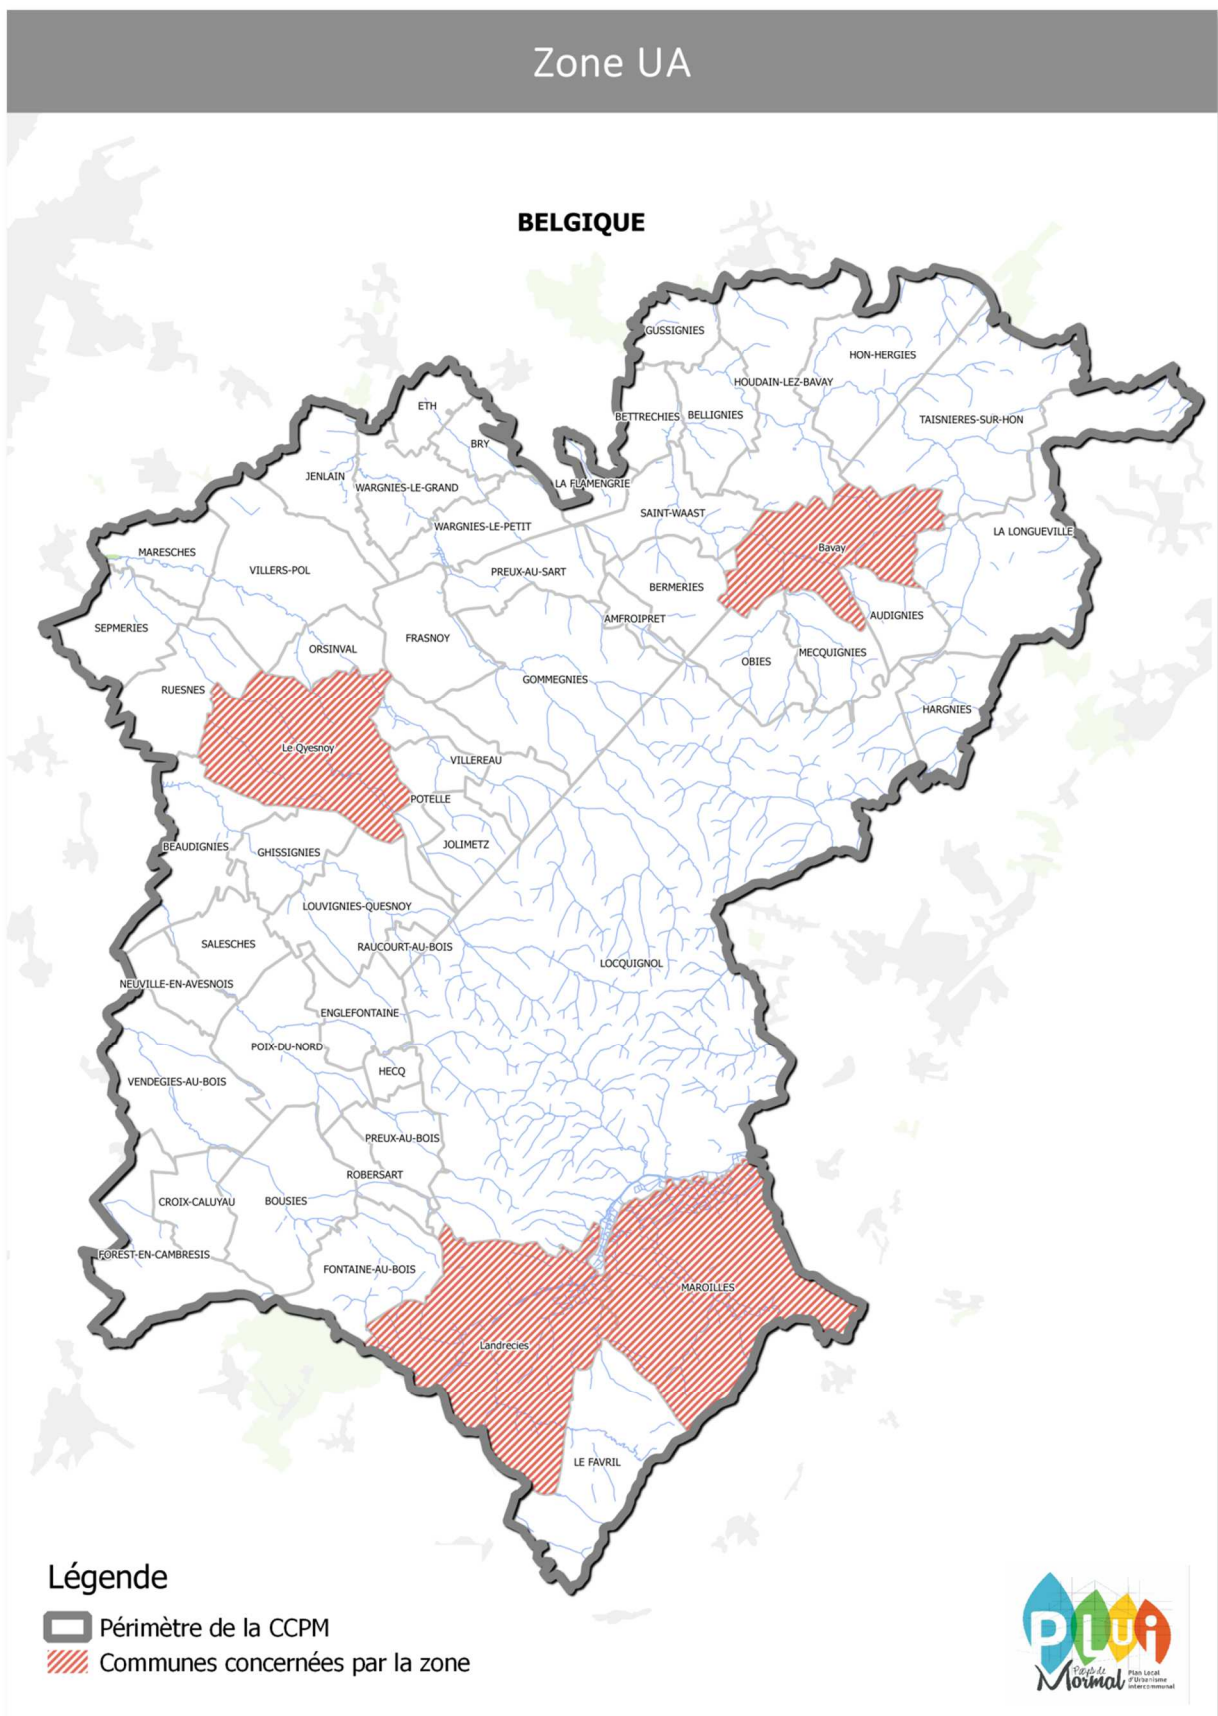 Zone UA
BELGIQUE
GUSSIGNIES
HON-HERGIES
HOUDAIN-LEZ-BAVAY
ETH
BETTRECHIES
BELLIGNIES
TAISNIERES-SUR-HON
BRY
JENLAIN
LA FLAMENGRIE
WARGNIES-LE-GRAND
SAINT-WAAST
WARGNIES-LE-PETIT
LA LONGUEVILLE
Bavay
MARESCHES
VILLERS-POL
PREUX-AU-SART
BERMERIES
AUDIGNIES
AMFROIPRET
SEPMERIES
FRASNOY
ORSINVAL
MECQUIGNIES
OBIES
GOMMEGNIES
RUESNES
HARGNIES
Le Qyesnoy
VILLEREAU
POTELLE
JOLIMETZ
BEAUDIGNIES
GHISSIGNIES
LOUVIGNIES-QUESNOY
SALESCHES
RAUCOURT-AU-BOIS
LOCQUIGNOL
NEUVILLE-EN-AVESNOIS
ENGLEFONTAINE
POIX-DU-NORD
HECQ
VENDEGIES-AU-BOIS
PREUX-AU-BOIS
ROBERSART
CROIX-CALUYAU
BOUSIES
FOREST-EN-CAMBRESIS
FONTAINE-AU-BOIS
MAROILLES
Landrecies
LE FAVRIL
Légende
Périmètre de la CCPM
Communes concernées par la zone
PLUi
Pays de
Mormal
Plan Local
d'Urbanisme
intercommunal